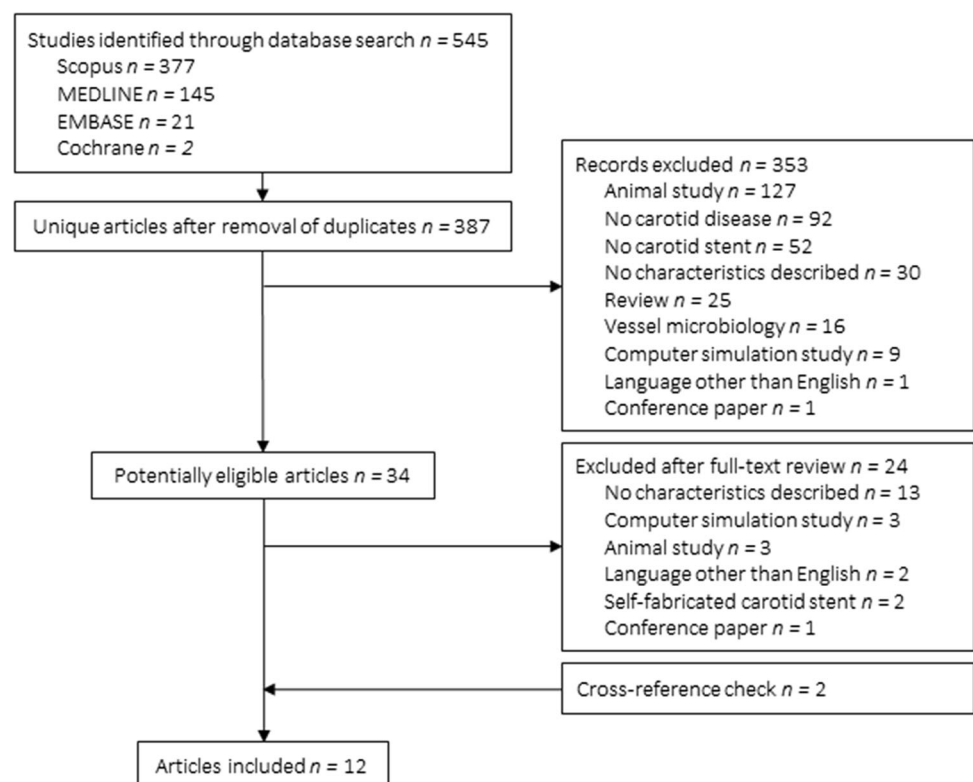 Studies identified through database search n = 545
Scopus n = 377
MEDLINE n = 145
EMBASE n = 21
Cochrane n = 2
Unique articles after removal of duplicates n = 387
Records excluded n = 353
Animal study n = 127
No carotid disease n = 92
No carotid stent n = 52
No characteristics described n = 30
Review n = 25
Vessel microbiology n = 16
Computer simulation study n = 9
Language other than English n = 1
Conference paper n = 1
Potentially eligible articles n = 34
Excluded after full-text review n = 24
No characteristics described n = 13
Computer simulation study n = 3
Animal study n = 3
Language other than English n = 2
Self-fabricated carotid stent n = 2
Conference paper n = 1
Cross-reference check n = 2
Articles included n = 12